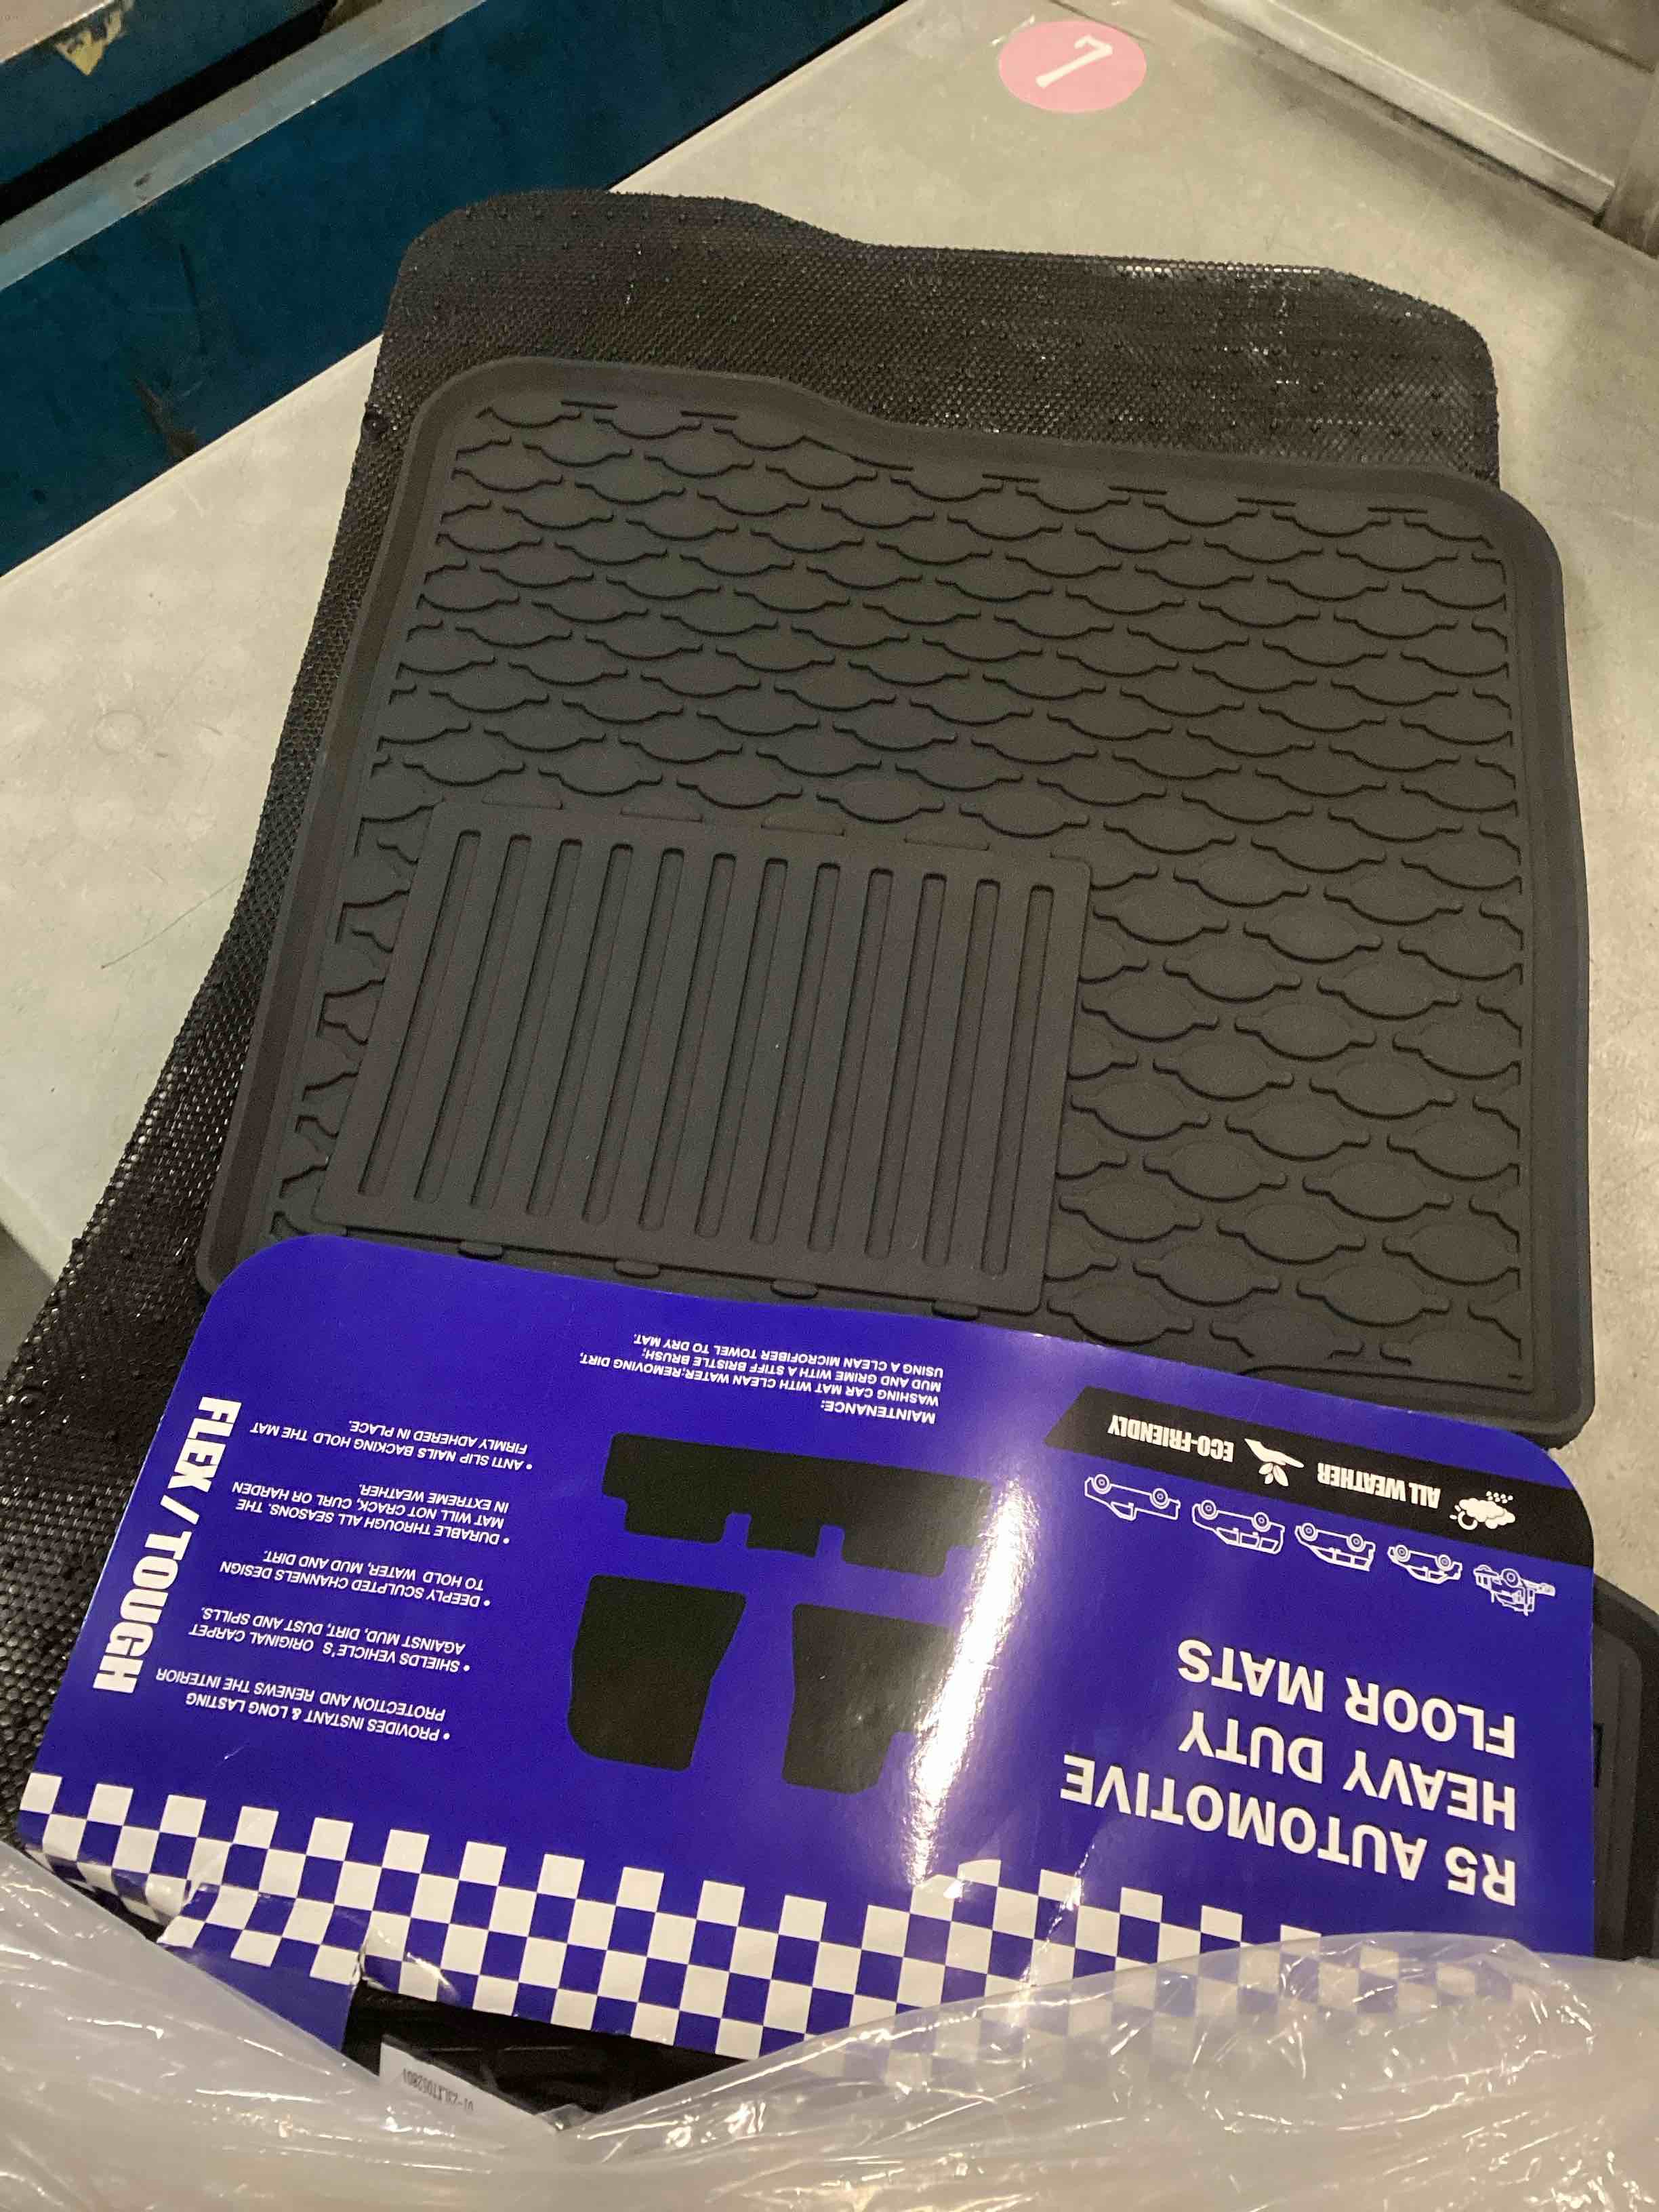 R5 AUTOMOTIVE
HEAVY DUTY
FLOOR MATS
ALL WEATHER
ECO-FRIENDLY
FLEX / TOUGH
• PROVIDES INSTANT & LONG LASTING
PROTECTION AND RENEWS THE INTERIOR
• SHIELDS VEHICLE'S ORIGINAL CARPET
AGAINST MUD, DIRT, DUST AND SPILLS.
• DEEPLY SCULPTED CHANNELS DESIGN
TO HOLD WATER, MUD AND DIRT.
• DURABLE THROUGH ALL SEASONS. THE
MAT WILL NOT CRACK, CURL OR HARDEN
IN EXTREME WEATHER.
• ANTI SLIP NAILS BACKING HOLD THE MAT
FIRMLY ADHERED IN PLACE.
MAINTENANCE:
WASHING CAR MAT WITH CLEAN WATER;REMOVING DIRT,
MUD AND GRIME WITH A STIFF BRISTLE BRUSH;
USING A CLEAN MICROFIBER TOWEL TO DRY MAT.
1